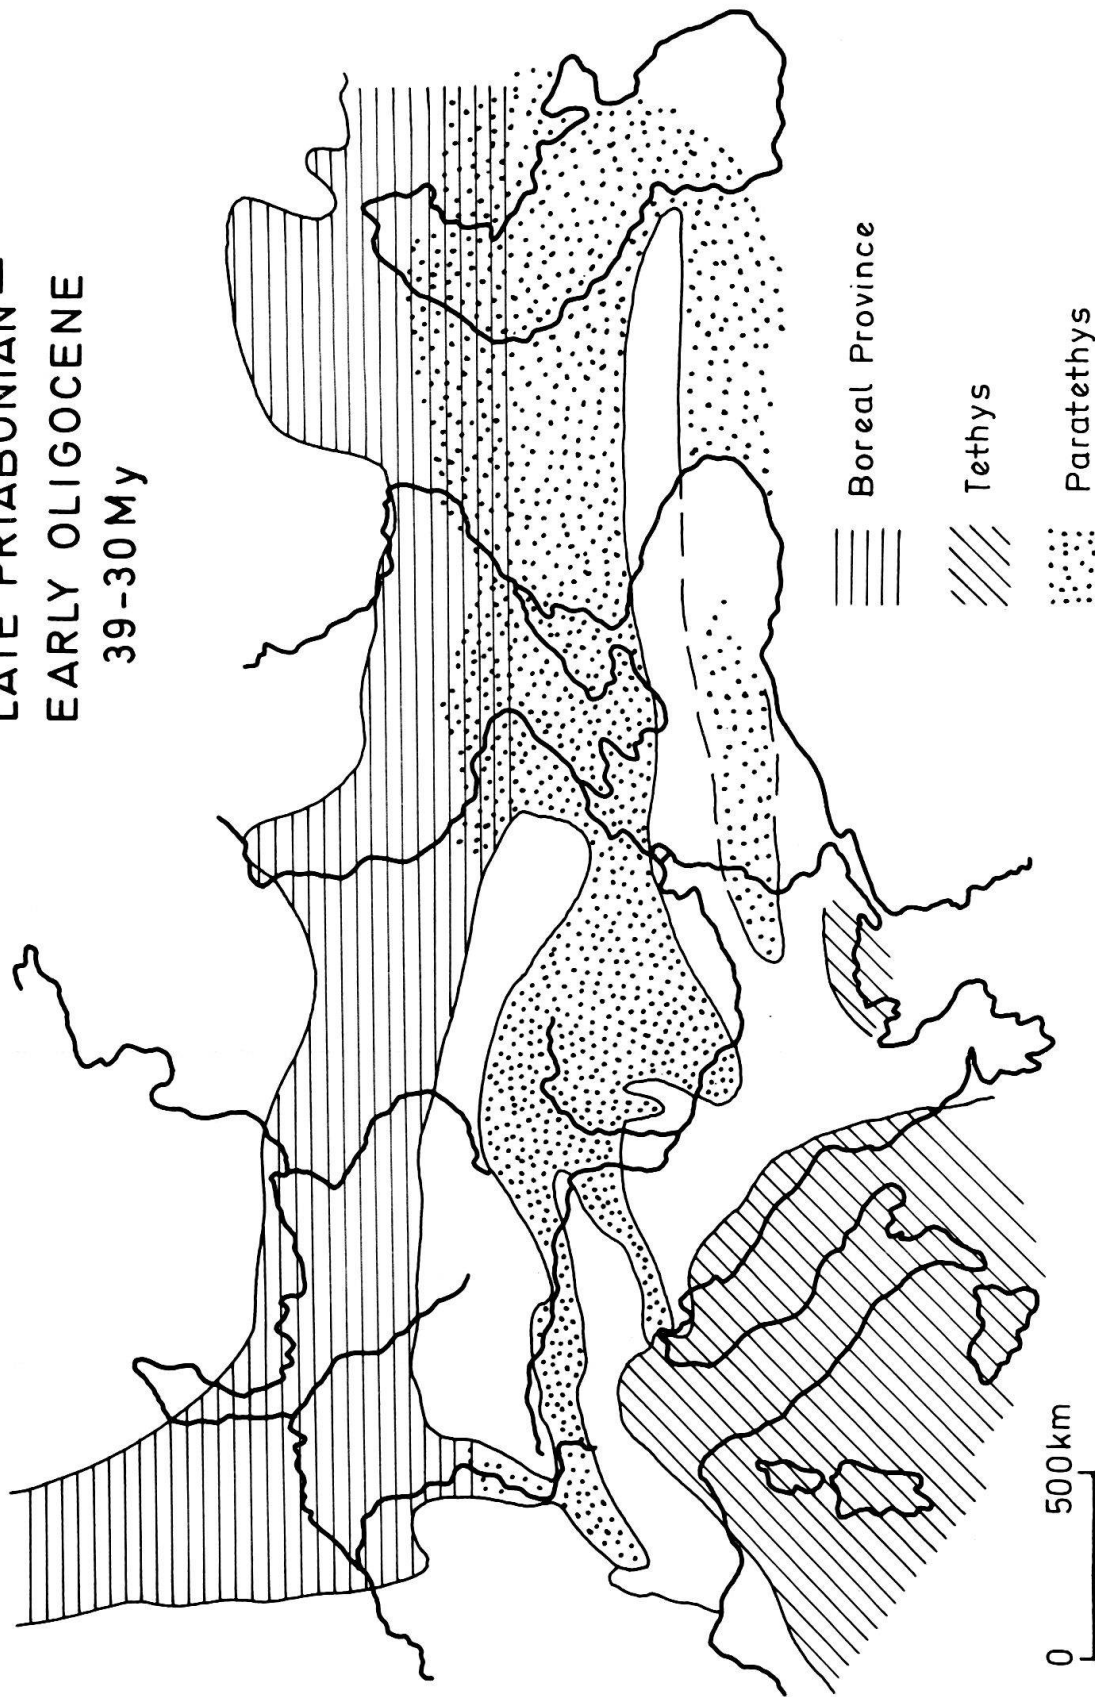 LATE PRIABONIAN –
EARLY OLIGOCENE
39-30My
Boreal Province
Tethys
Paratethys
0 500km